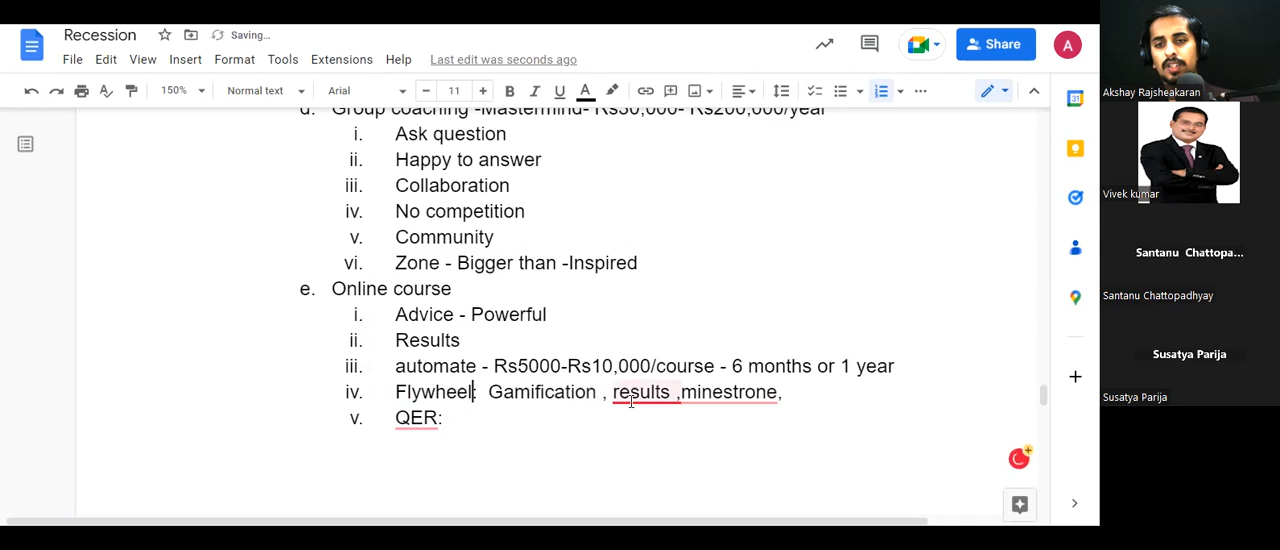 Recession Saving...
File Edit View Insert Format Tools Extensions Help Last edit was seconds ago
Share
A
150% Normal text Arial 11 B I U A
d. Group coaching -Mastermind- Rs30,000- Rs200,000/year
i. Ask question
ii. Happy to answer
iii. Collaboration
iv. No competition
v. Community
vi. Zone - Bigger than -Inspired
e. Online course
i. Advice - Powerful
ii. Results
iii. automate - Rs5000-Rs10,000/course - 6 months or 1 year
iv. Flywheel: Gamification , results ,minestrone,
v. QER:
31
Akshay Rajsheakaran
Vivek kumar
Santanu Chattopa...
Santanu Chattopadhyay
Susatya Parija
Susatya Parija